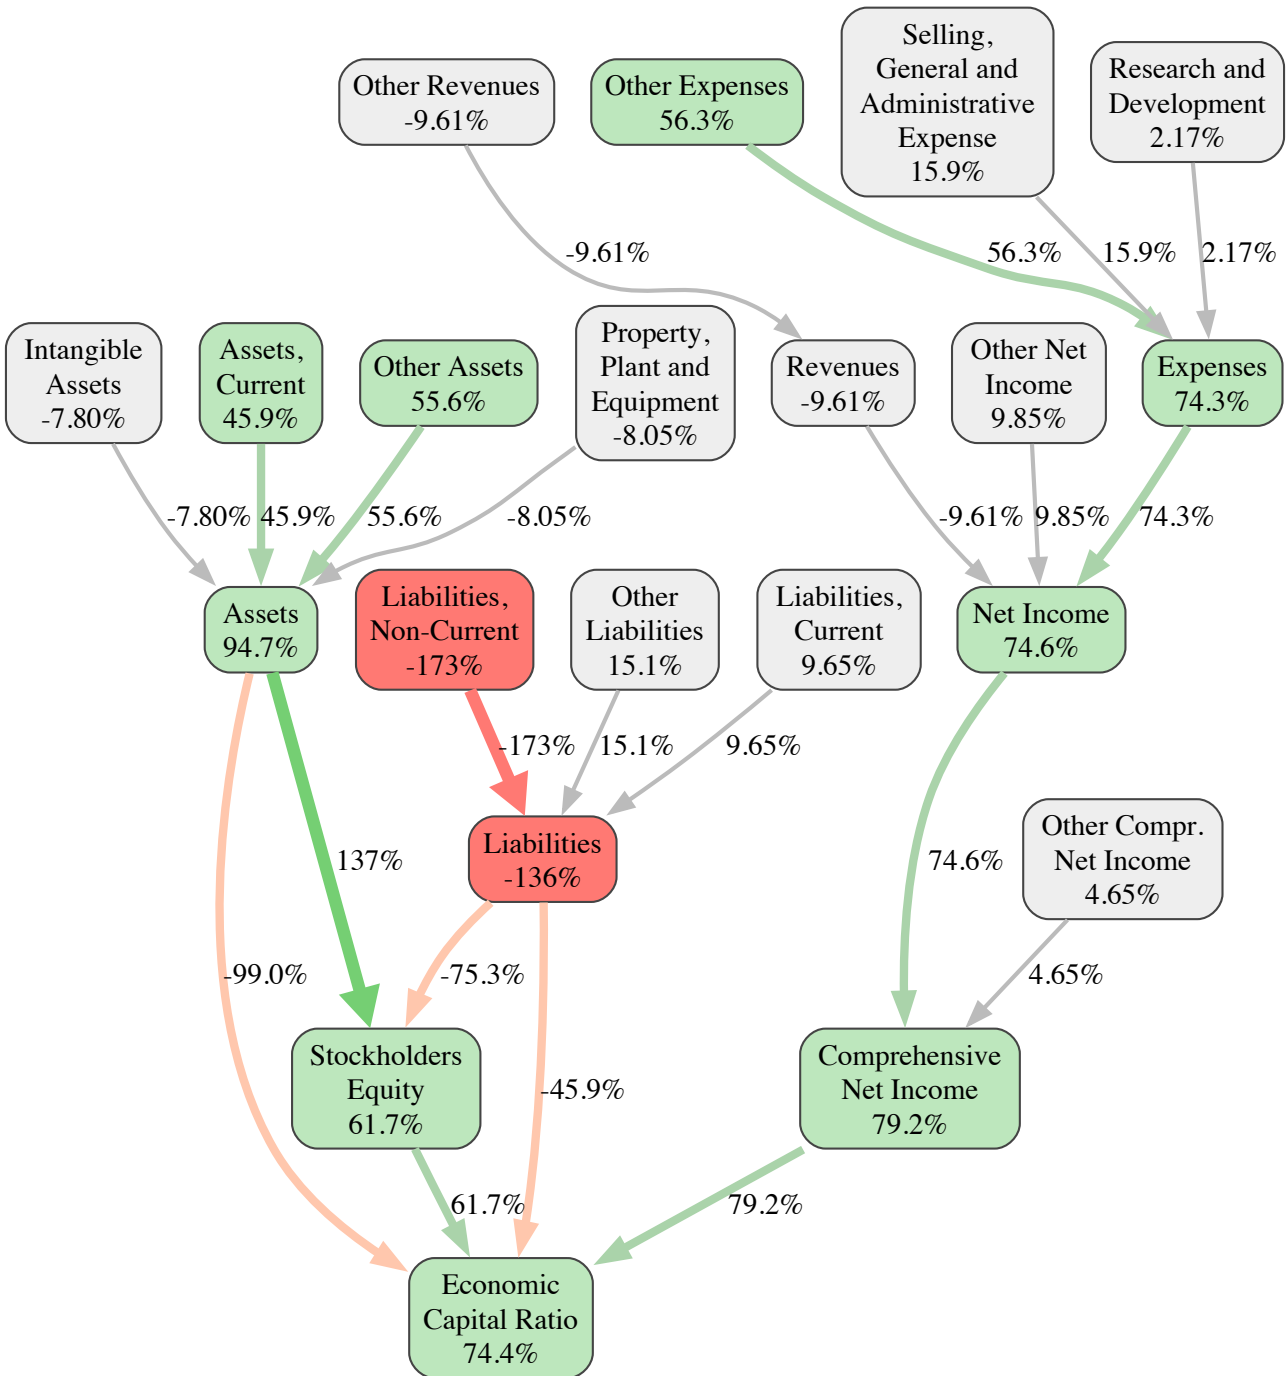 Other Revenues
-9.61%
Other Expenses
56.3%
Selling,
General and
Administrative
Expense
15.9%
Research and
Development
2.17%
-9.61%
56.3%
15.9%
2.17%
Intangible
Assets
-7.80%
Assets,
Current
45.9%
Other Assets
55.6%
Property,
Plant and
Equipment
-8.05%
Revenues
-9.61%
Other Net
Income
9.85%
Expenses
74.3%
-7.80%
45.9%
55.6%
-8.05%
-9.61%
9.85%
74.3%
Assets
94.7%
Liabilities,
Non-Current
-173%
Other
Liabilities
15.1%
Liabilities,
Current
9.65%
Net Income
74.6%
-173%
15.1%
9.65%
Liabilities
-136%
Other Compr.
Net Income
4.65%
137%
74.6%
-99.0%
-75.3%
4.65%
Stockholders
Equity
61.7%
-45.9%
Comprehensive
Net Income
79.2%
61.7%
79.2%
Economic
Capital Ratio
74.4%